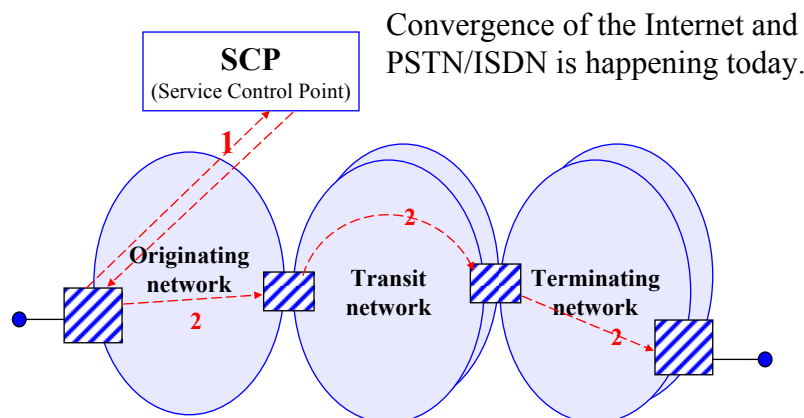 Convergence of the Internet and
PSTN/ISDN is happening today.
SCP
(Service Control Point)
1
2
Originating
network
Transit
network
Terminating
network
2
2